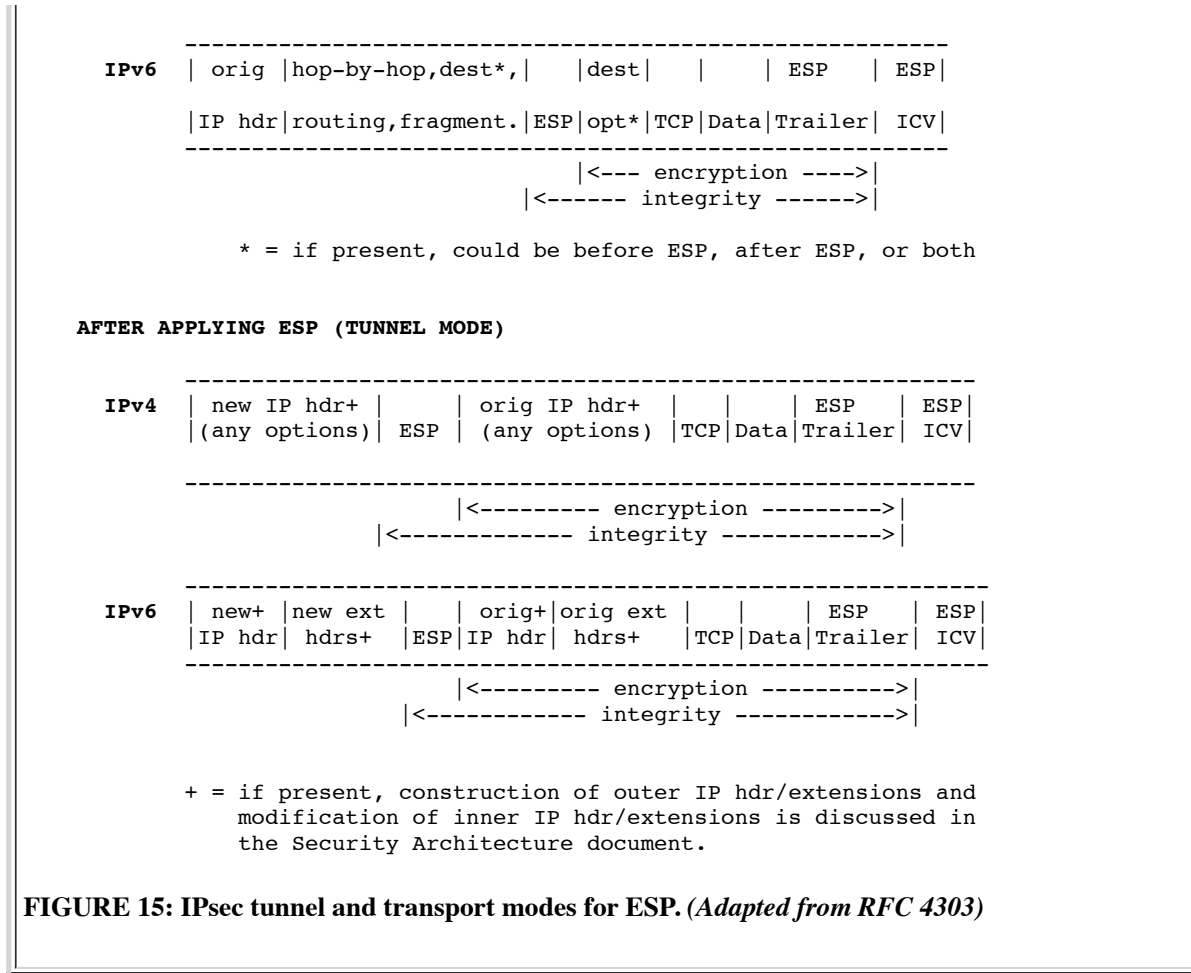 ---------------------------------------------------------
IPv6 | orig |hop-by-hop,dest*,| |dest| | | ESP | ESP|
|IP hdr|routing,fragment.|ESP|opt*|TCP|Data|Trailer| ICV|
---------------------------------------------------------
|<--- encryption ---->|
|<------ integrity ------>|
* = if present, could be before ESP, after ESP, or both
AFTER APPLYING ESP (TUNNEL MODE)
-----------------------------------------------------------
IPv4 | new IP hdr+ | | orig IP hdr+ | | | ESP | ESP|
|(any options)| ESP | (any options) |TCP|Data|Trailer| ICV|
-----------------------------------------------------------
|<--------- encryption --------->|
|<------------- integrity ------------>|
------------------------------------------------------------
IPv6 | new+ |new ext | | orig+|orig ext | | | ESP | ESP|
|IP hdr| hdrs+ |ESP|IP hdr| hdrs+ |TCP|Data|Trailer| ICV|
------------------------------------------------------------
|<--------- encryption ---------->|
|<------------ integrity ------------>|
+ = if present, construction of outer IP hdr/extensions and
modification of inner IP hdr/extensions is discussed in
the Security Architecture document.
FIGURE 15: IPsec tunnel and transport modes for ESP. (Adapted from RFC 4303)